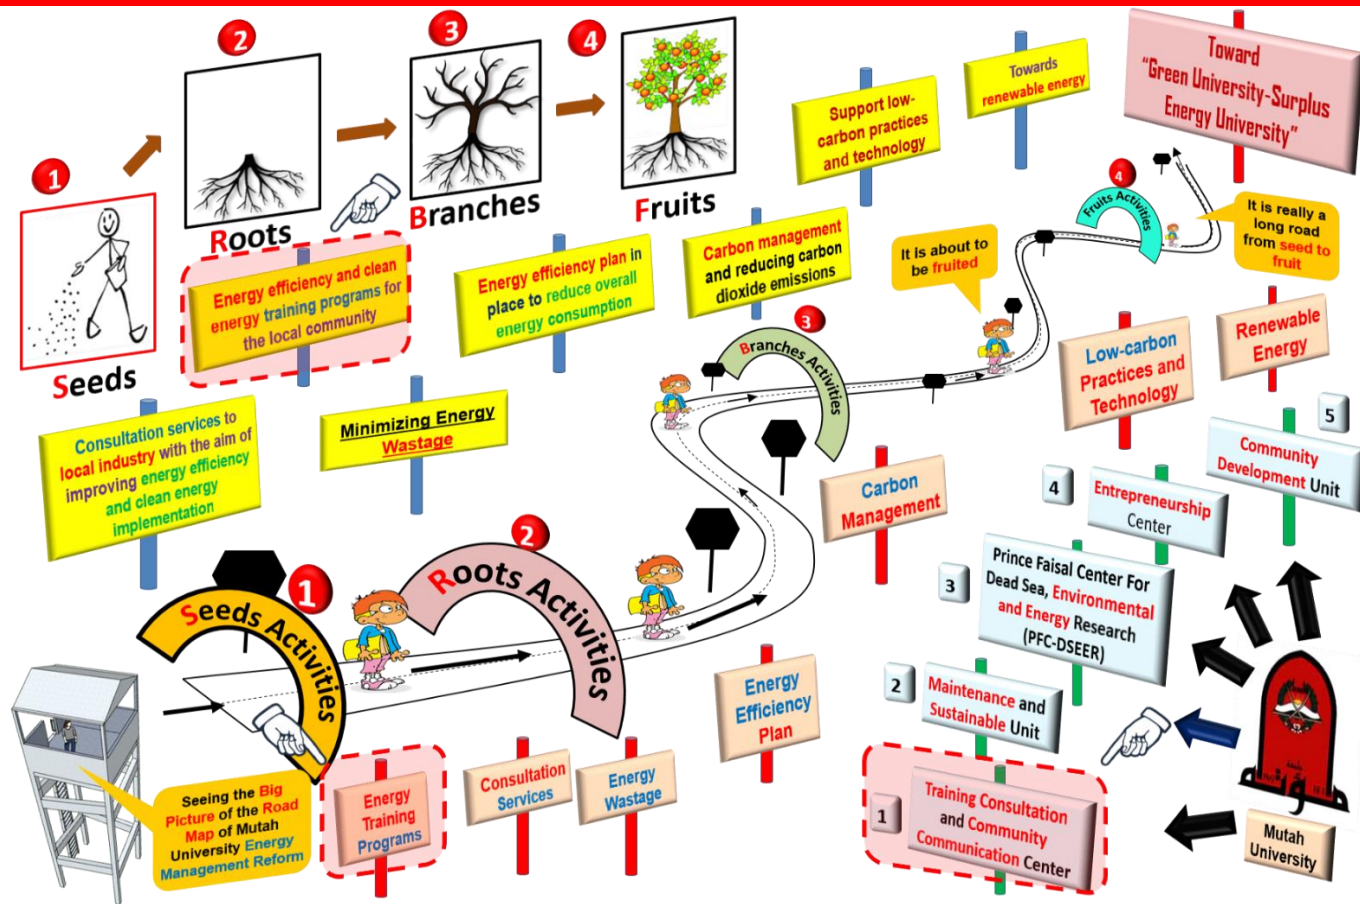 1
Seeds
2
Roots
3
Branches
4
Fruits
Support low-
carbon practices
and technology
Towards
renewable energy
Toward
“Green University-Surplus
Energy University”
Energy efficiency and clean
energy training programs for
the local community
Energy efficiency plan in
place to reduce overall
energy consumption
Carbon management
and reducing carbon
dioxide emissions
It is about to
be fruited
4
Fruits Activities
It is really a
long road
from seed to
fruit
Consultation services to
local industry with the aim of
improving energy efficiency
and clean energy
implementation
Minimizing Energy
Wastage
3
Branches Activities
Low-carbon
Practices and
Technology
Renewable
Energy
1
Seeds Activities
2
Roots Activities
Carbon
Management
5
Community
Development Unit
4
Entrepreneurship
Center
3
Prince Faisal Center For
Dead Sea, Environmental
and Energy Research
(PFC-DSEER)
2
Maintenance and
Sustainable Unit
1
Training Consultation
and Community
Communication Center
Mutah
University
Energy
Efficiency
Plan
Seeing the Big
Picture of the Road
Map of Mutah
University Energy
Management Reform
Energy
Training
Programs
Consultation
Services
Energy
Wastage